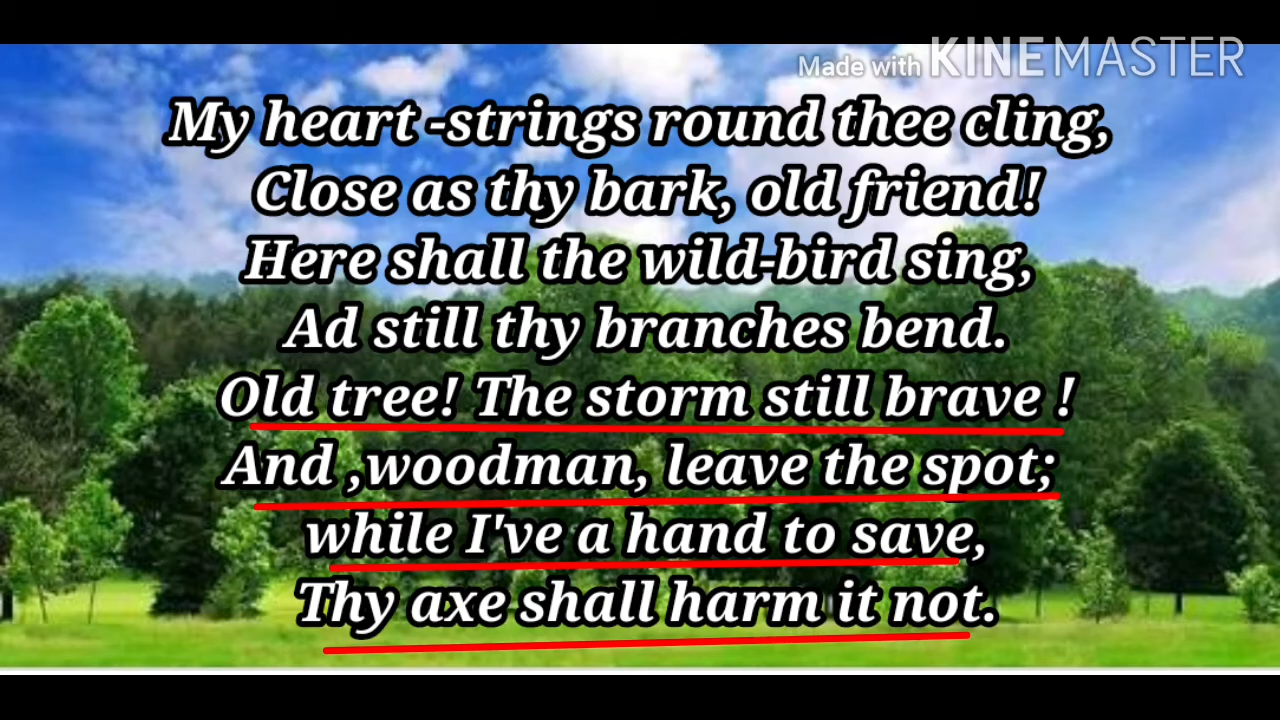 Made with KINEMASTER
My heart -strings round thee cling,
Close as thy bark, old friend!
Here shall the wild-bird sing,
Ad still thy branches bend.
Old tree! The storm still brave !
And ,woodman, leave the spot;
while I've a hand to save,
Thy axe shall harm it not.